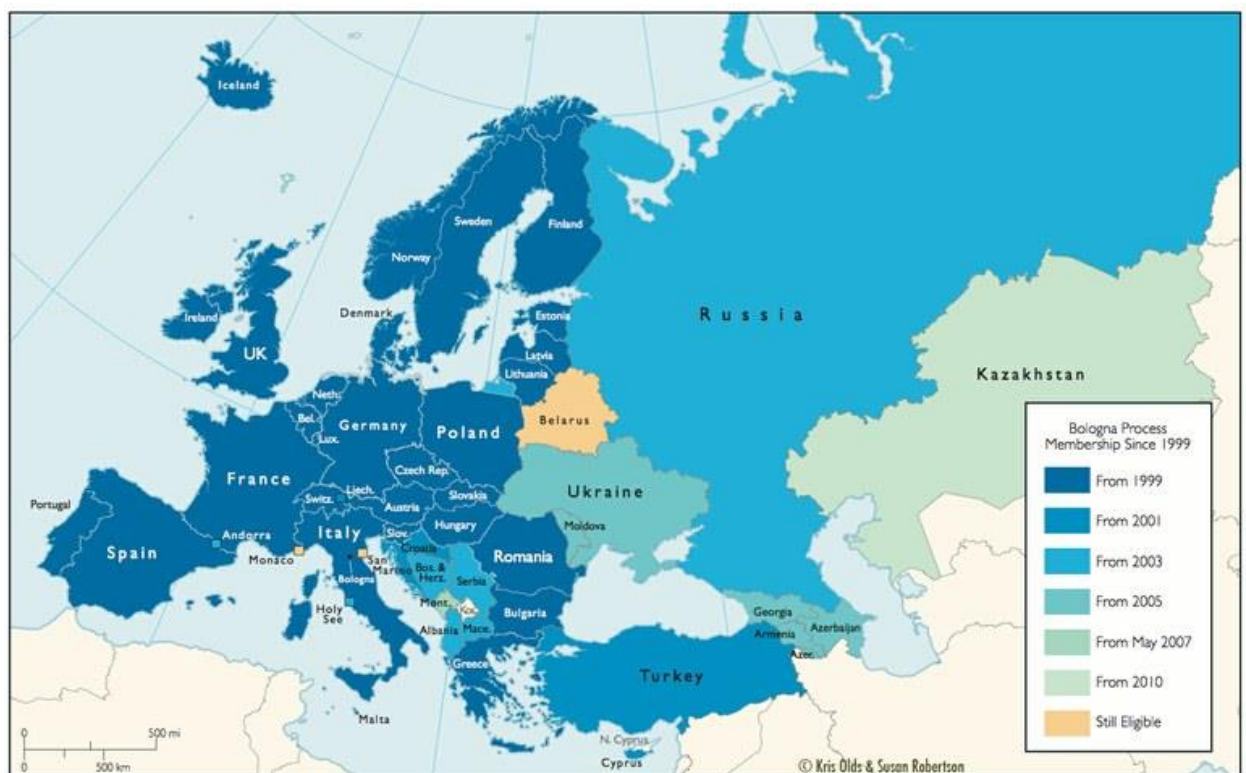 Iceland
Sweden
Finland
Norway
Russia
Denmark
Estonia
Ireland
Latvia
UK
Lithuania
Kazakhstan
Neth.
Belarus
Bel.
Germany
Poland
Lux.
Czech Rep.
France
Ukraine
Liech.
Switz.
Slovakia
Austria
Portugal
Hungary
Moldova
Andorra
Italy
Slov.
Spain
Croatia
Romania
Monaco
San
Marino
Bos. &
Herz.
Bologna
Serbia
Mont.
Kos.
Holy
See
Bulgaria
Georgia
Albania
Mace.
Armenia
Azerbaijan
Azer.
Greece
Turkey
Malta
N. Cyprus
Cyprus
Bologna Process
Membership Since 1999
From 1999
From 2001
From 2003
From 2005
From May 2007
From 2010
Still Eligible
0 500 mi
0 500 km
© Kris Olds & Susan Robertson